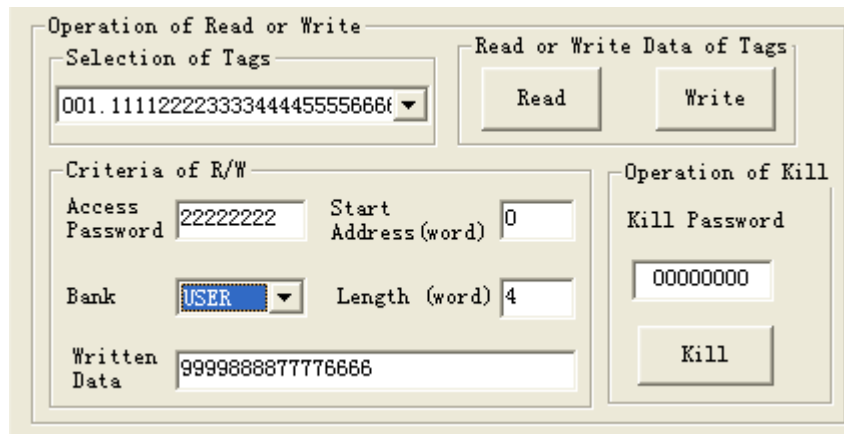 Operation of Read or Write
Selection of Tags
001.111122223333444455556666
Read or Write Data of Tags
Read
Write
Criteria of R/W
Access Password
22222222
Start Address(word)
0
Bank
USER
Length (word)
4
Written Data
9999888877776666
Operation of Kill
Kill Password
00000000
Kill